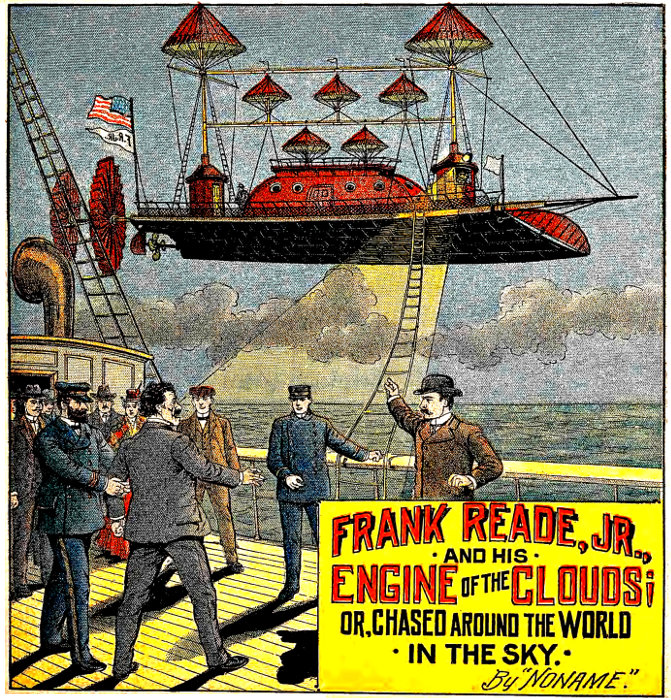 F.R.Jr.
FRANK READE, JR.,
· AND HIS ·
ENGINE OF THE CLOUDS;
OR, CHASED AROUND THE WORLD
· IN THE SKY. ·
By "NONAME."